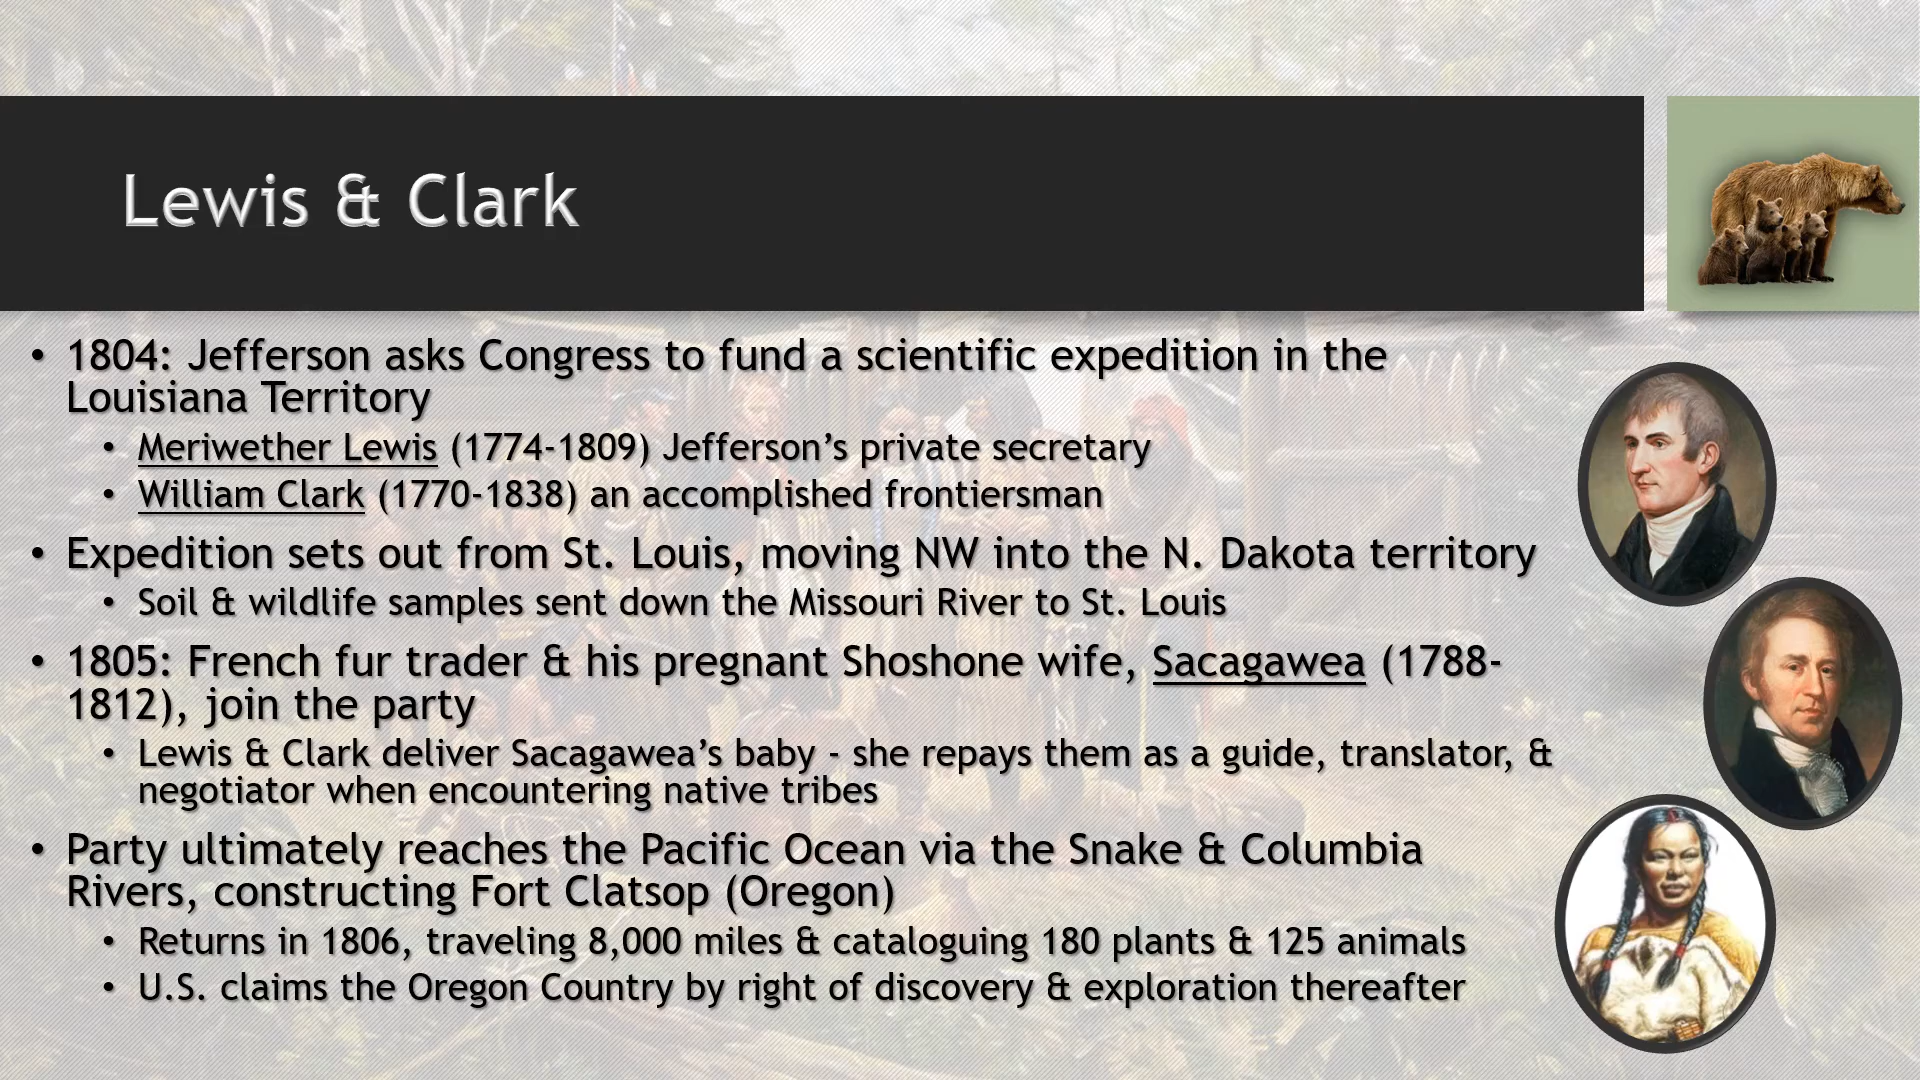 Lewis & Clark
• 1804: Jefferson asks Congress to fund a scientific expedition in the
Louisiana Territory
• Meriwether Lewis (1774-1809) Jefferson’s private secretary
• William Clark (1770-1838) an accomplished frontiersman
• Expedition sets out from St. Louis, moving NW into the N. Dakota territory
• Soil & wildlife samples sent down the Missouri River to St. Louis
• 1805: French fur trader & his pregnant Shoshone wife, Sacagawea (1788-
1812), join the party
• Lewis & Clark deliver Sacagawea’s baby - she repays them as a guide, translator, &
negotiator when encountering native tribes
• Party ultimately reaches the Pacific Ocean via the Snake & Columbia
Rivers, constructing Fort Clatsop (Oregon)
• Returns in 1806, traveling 8,000 miles & cataloguing 180 plants & 125 animals
• U.S. claims the Oregon Country by right of discovery & exploration thereafter